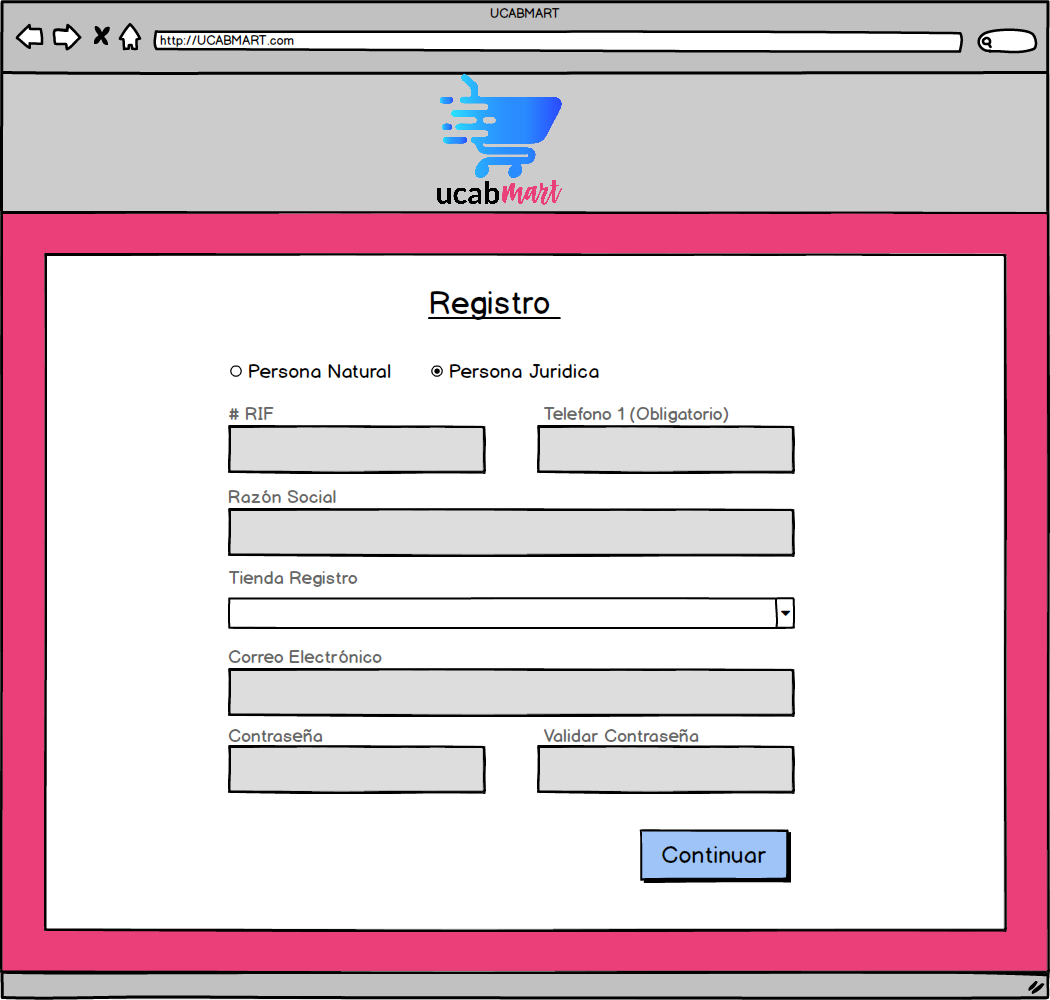 UCABMART
http://UCABMART.com
ucabmart
Registro
Persona Natural Persona Juridica
# RIF Telefono 1 (Obligatorio)
Razón Social
Tienda Registro
Correo Electrónico
Contraseña Validar Contraseña
Continuar